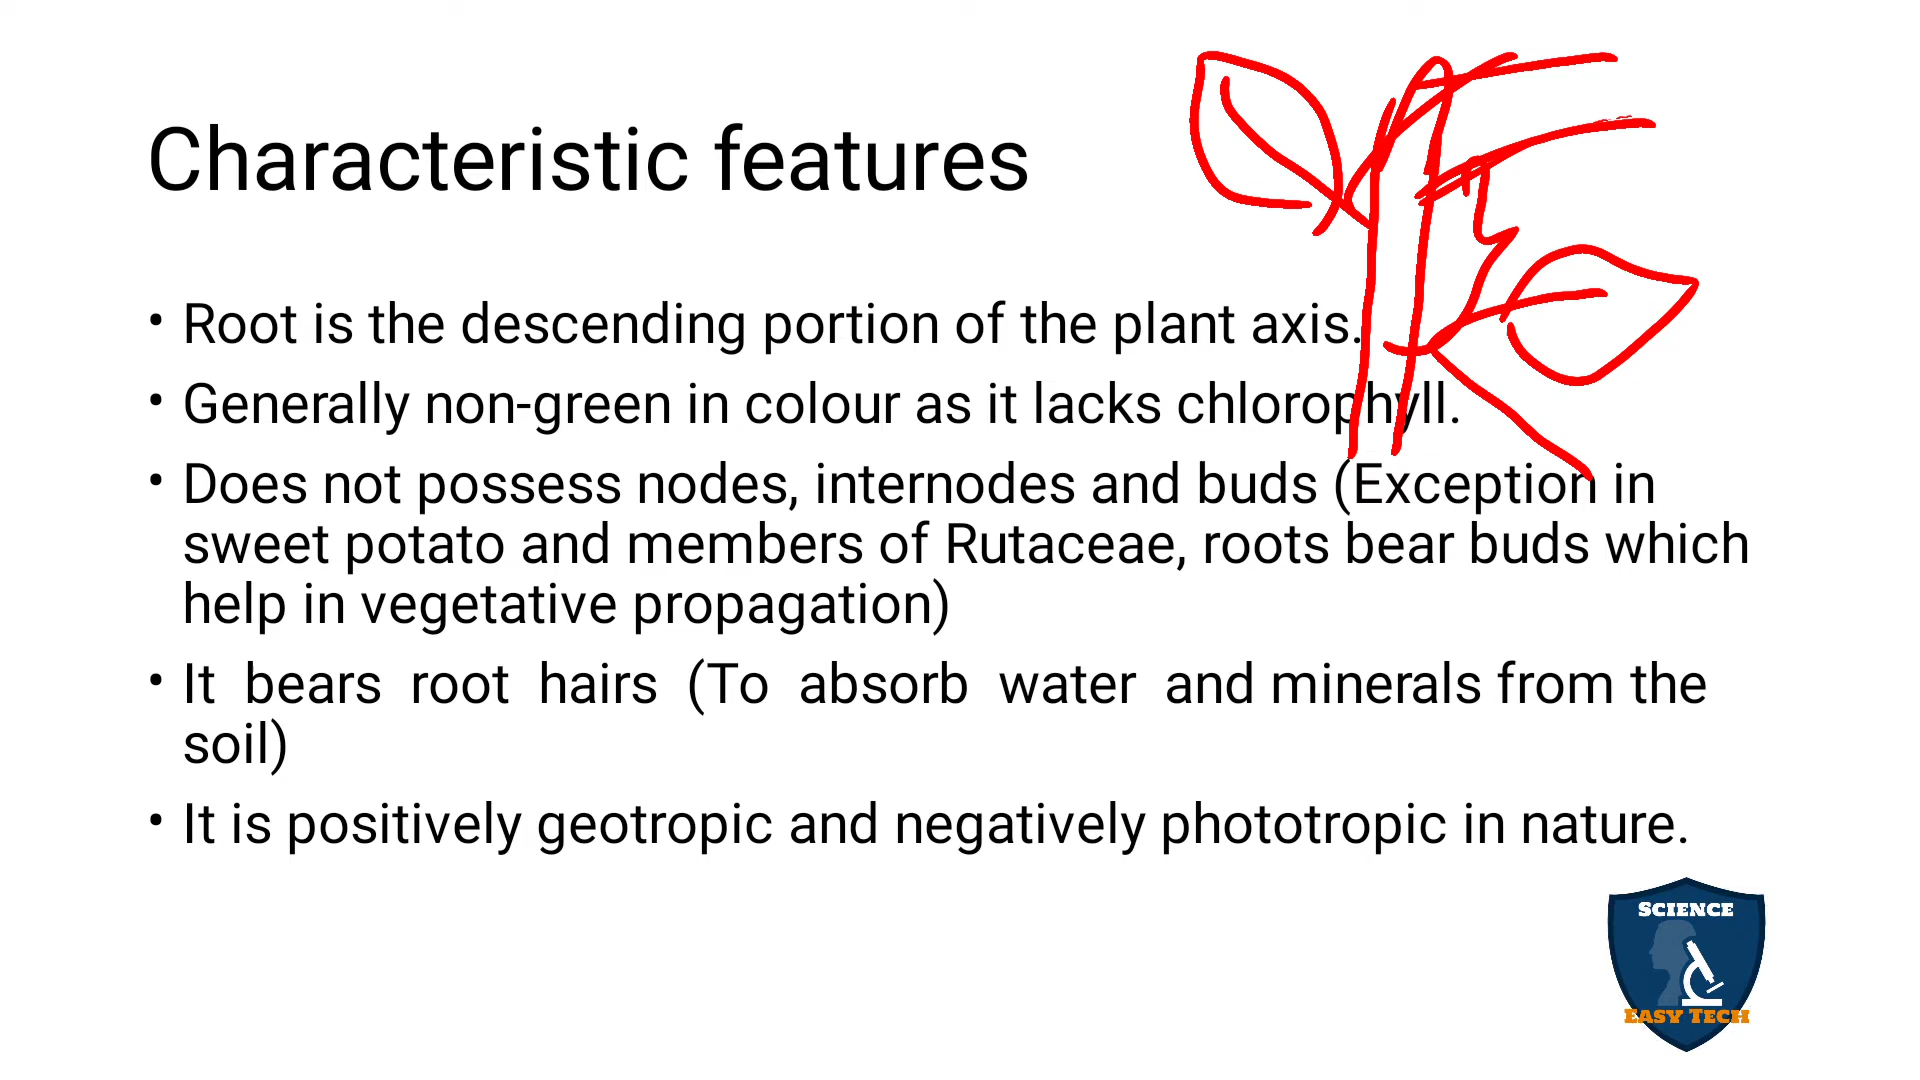 Characteristic features
• Root is the descending portion of the plant axis.
• Generally non-green in colour as it lacks chlorophyll.
• Does not possess nodes, internodes and buds (Exception in
sweet potato and members of Rutaceae, roots bear buds which
help in vegetative propagation)
• It bears root hairs (To absorb water and minerals from the
soil)
• It is positively geotropic and negatively phototropic in nature.
SCIENCE
EASY TECH